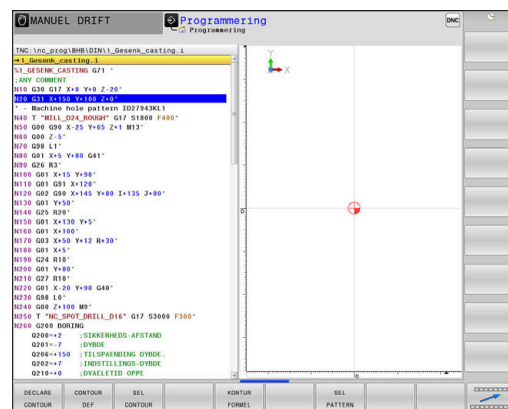 MANUEL DRIFT
Programmering
Programmering
DNC
TNC:\nc_prog\BHB\DIN\1_Gesenk_casting.i
→1_Gesenk_casting.i
%1_GESENK_CASTING G71 *
;ANY COMMENT
N10 G30 G17 X+0 Y+0 Z-20*
N20 G31 X+150 Y+100 Z+0*
* - Machine hole pattern ID27943KL1
N40 T "MILL_D24_ROUGH" G17 S1800 F400*
N50 G00 G90 X-25 Y+65 Z+1 M13*
N60 G00 Z-5*
N70 G98 L1*
N80 G01 X+5 Y+80 G41*
N90 G26 R3*
N100 G01 X+15 Y+90*
N110 G01 G91 X+120*
N120 G02 G90 X+145 Y+80 I+135 J+80*
N130 G01 Y+50*
N140 G25 R20*
N150 G01 X+130 Y+5*
N160 G01 X+100*
N170 G03 X+50 Y+12 R+30*
N180 G01 X+5*
N190 G24 R10*
N200 G01 Y+80*
N210 G27 R10*
N220 G01 X-20 Y+90 G40*
N230 G98 L0*
N240 G00 Z+100 M9*
N250 T "NC_SPOT_DRILL_D16" G17 S3000 F300*
N260 G200 BORING
Q200=+2 ;SIKKERHEDS-AFSTAND
Q201=-7 ;DYBDE
Q206=+150 ;TILSPAENDING DYBDE.
Q202=+7 ;INDSTILLINGS-DYBDE
Q210=+0 ;DVAELETID OPPE
Y
X
0
0
DECLARE CONTOUR
CONTOUR DEF
SEL CONTOUR
KONTUR FORMEL
SEL PATTERN